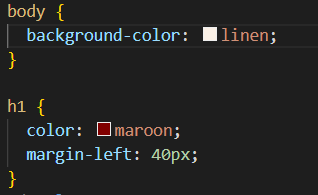 body {
  background-color: linen;
}

h1 {
  color: maroon;
  margin-left: 40px;
}